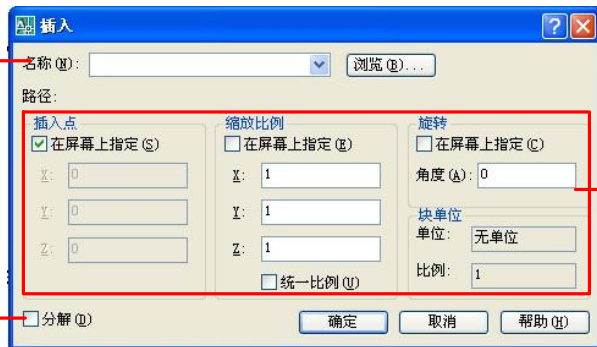 插入
名称(N):
浏览(B)...
路径:
插入点
在屏幕上指定(S)
X: 0
Y: 0
Z: 0
缩放比例
在屏幕上指定(E)
X: 1
Y: 1
Z: 1
统一比例(U)
旋转
在屏幕上指定(C)
角度(A): 0
块单位
单位: 无单位
比例: 1
分解(D)
确定 取消 帮助(H)